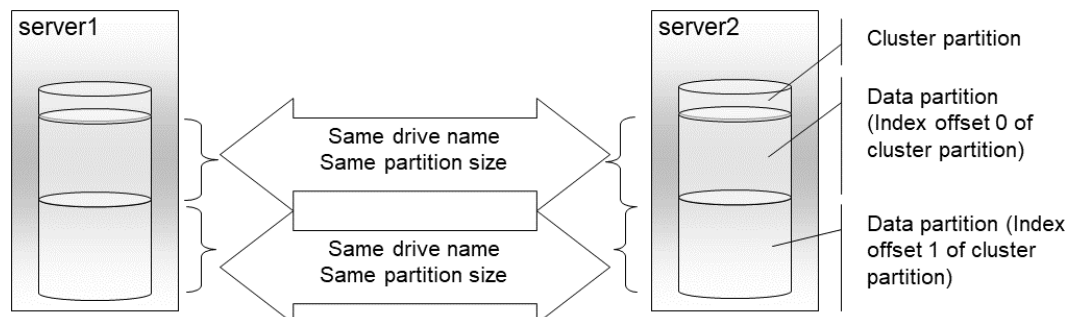 server1
server2
Cluster partition
Data partition
(Index offset 0 of
cluster partition)
Same drive name
Same partition size
Data partition (Index
offset 1 of cluster
partition)
Same drive name
Same partition size